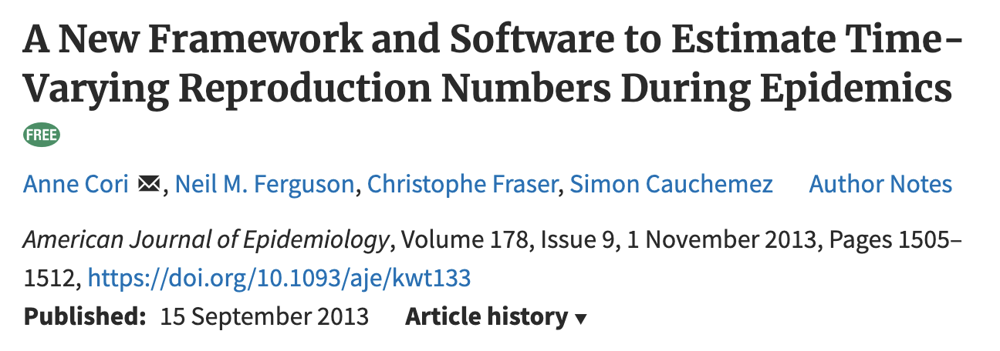 A New Framework and Software to Estimate Time-
Varying Reproduction Numbers During Epidemics
FREE
Anne Cori, Neil M. Ferguson, Christophe Fraser, Simon Cauchemez Author Notes
American Journal of Epidemiology, Volume 178, Issue 9, 1 November 2013, Pages 1505–
1512, https://doi.org/10.1093/aje/kwt133
Published: 15 September 2013 Article history